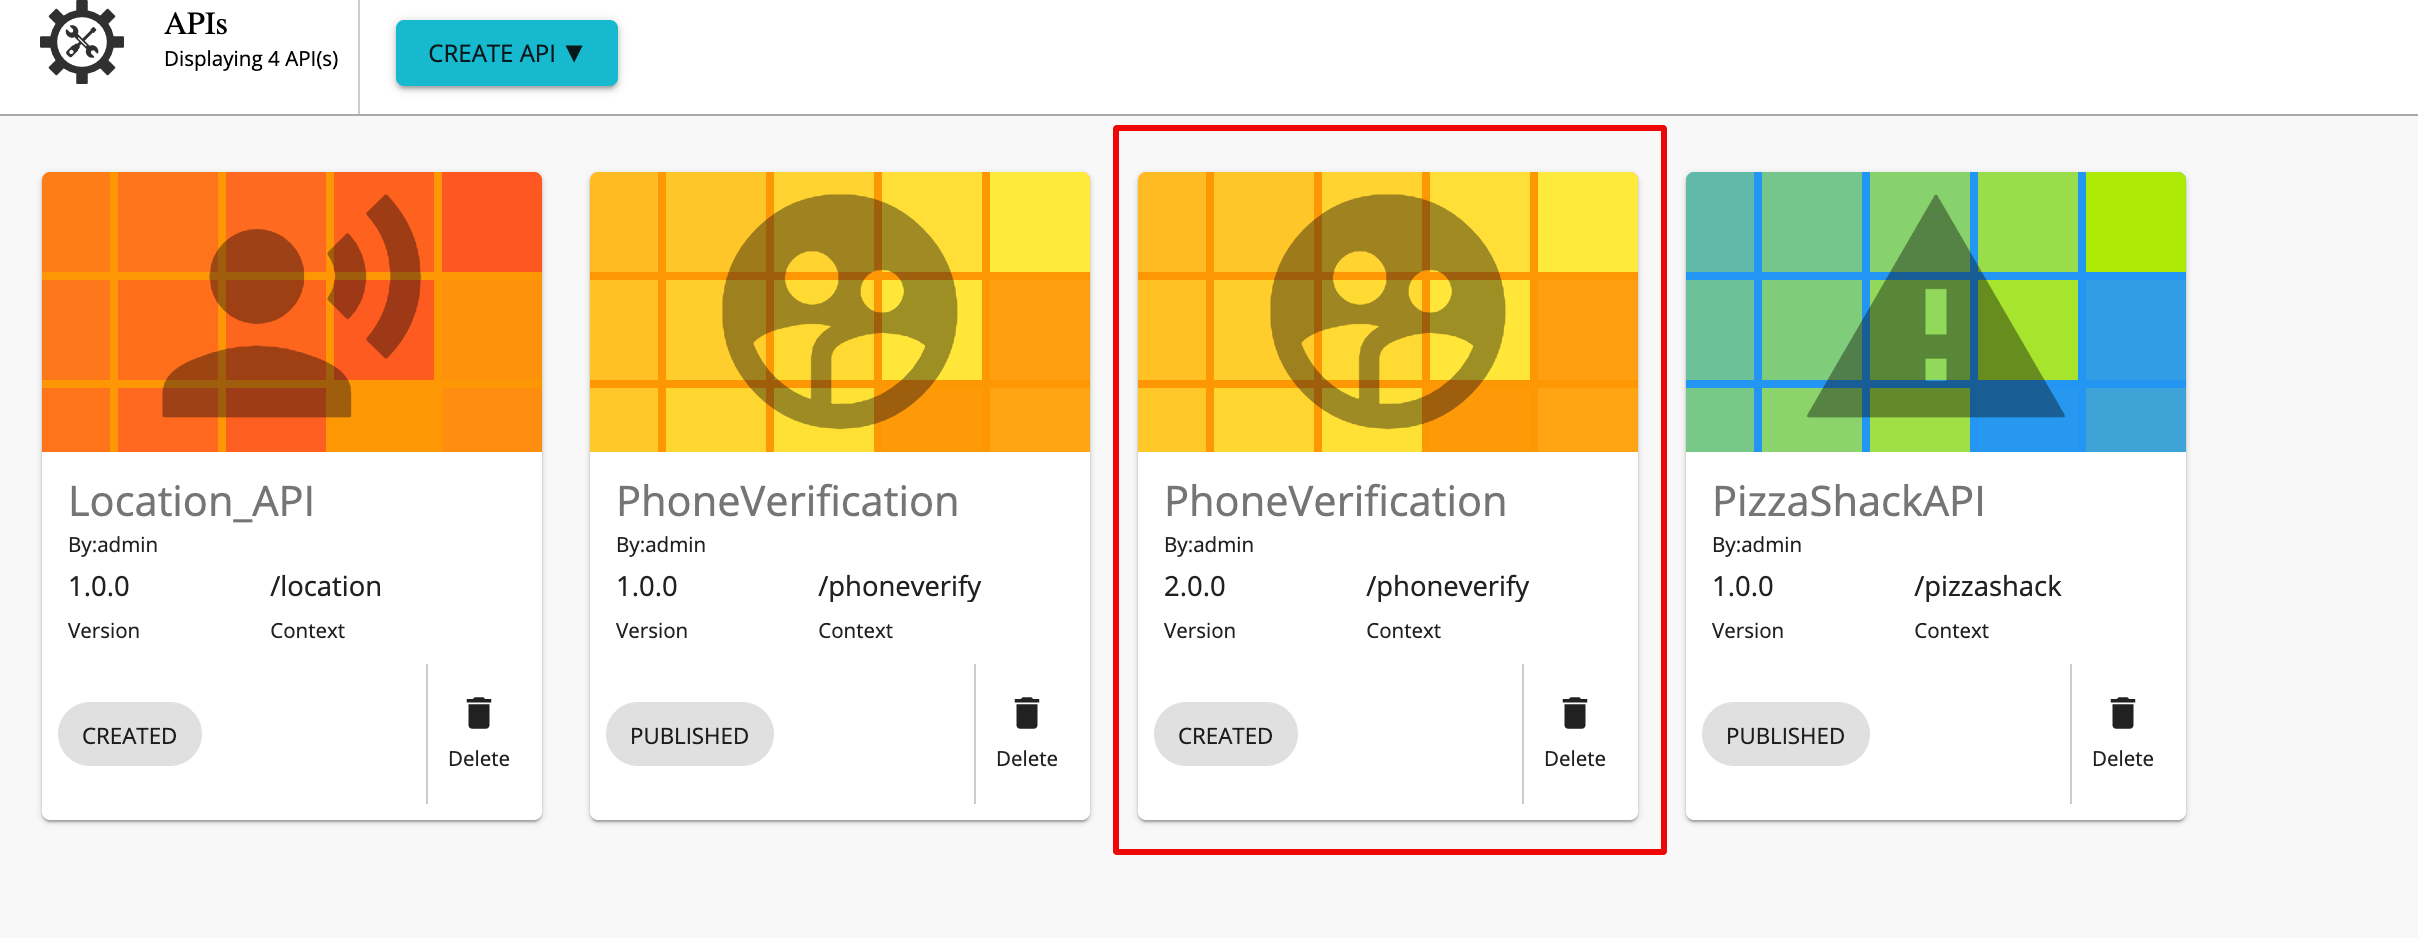 APIs
Displaying 4 API(s)
CREATE API ▼
Location_API
By:admin
1.0.0 /location
Version Context
CREATED
Delete
PhoneVerification
By:admin
1.0.0 /phoneverify
Version Context
PUBLISHED
Delete
PhoneVerification
By:admin
2.0.0 /phoneverify
Version Context
CREATED
Delete
PizzaShackAPI
By:admin
1.0.0 /pizzashack
Version Context
PUBLISHED
Delete